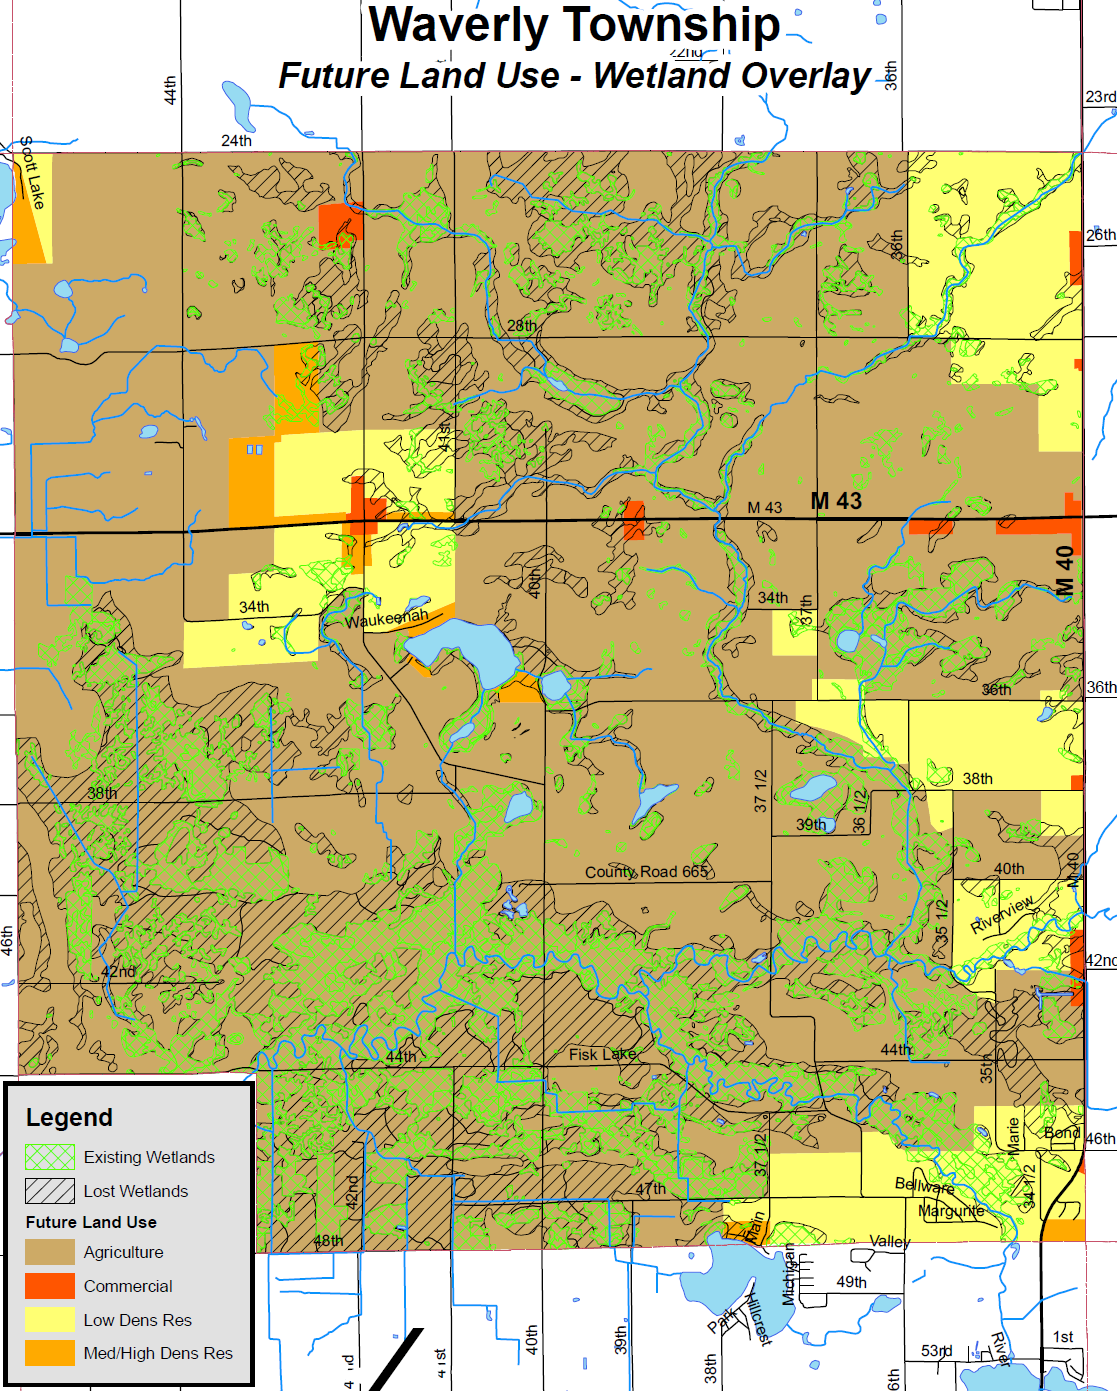 Waverly Township
22nd
Future Land Use - Wetland Overlay
44th
36th
23rd
24th
Scott Lake
26th
36th
28th
41st
M 43
M 43
M 40
40th
34th
37th
34th
Waukeenah
36th
36th
38th
38th
37 1/2
36 1/2
39th
County Road 665
40th
M 40
Riverview
35 1/2
46th
42nd
42nd
44th
Fisk Lake
44th
35th
Marie
Bond
46th
37 1/2
34 1/2
Bellware
Margurite
47th
42nd
48th
Main
Valley
Michigan
49th
Park
Hillcrest
River
53rd
1st
40th
39th
38th
41st
Legend
Existing Wetlands
Lost Wetlands
Future Land Use
Agriculture
Commercial
Low Dens Res
Med/High Dens Res